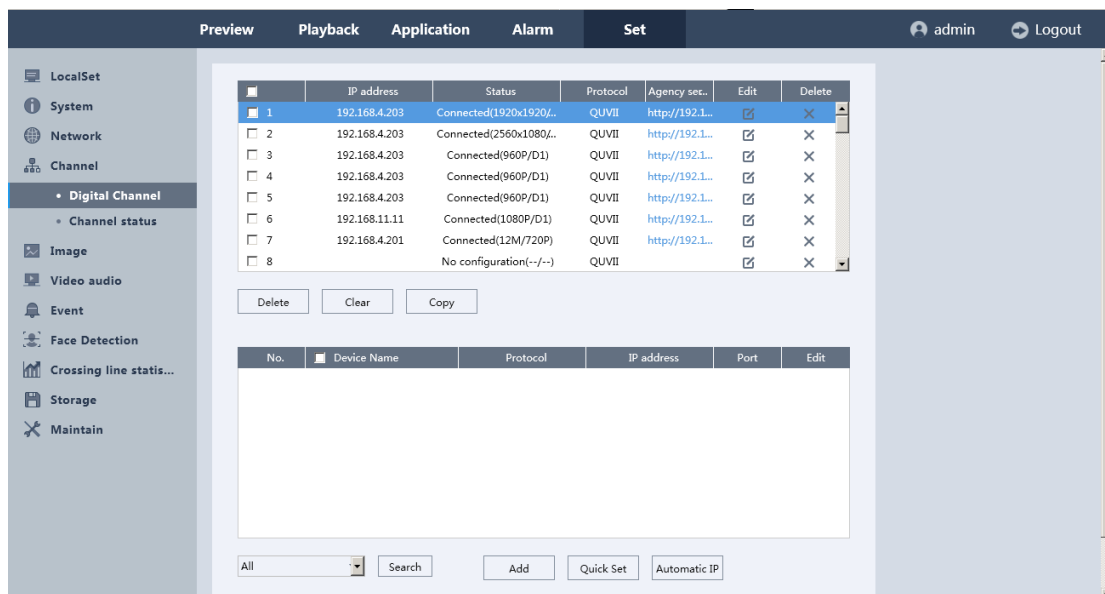 Preview Playback Application Alarm Set admin Logout
LocalSet
System
Network
Channel
• Digital Channel
• Channel status
Image
Video audio
Event
Face Detection
Crossing line statis...
Storage
Maintain
IP address Status Protocol Agency ser... Edit Delete
1 192.168.4.203 Connected(1920x1920/... QUVII http://192.1...
2 192.168.4.203 Connected(2560x1080/... QUVII http://192.1...
3 192.168.4.203 Connected(960P/D1) QUVII http://192.1...
4 192.168.4.203 Connected(960P/D1) QUVII http://192.1...
5 192.168.4.203 Connected(960P/D1) QUVII http://192.1...
6 192.168.11.11 Connected(1080P/D1) QUVII http://192.1...
7 192.168.4.201 Connected(12M/720P) QUVII http://192.1...
8 No configuration(--/--) QUVII
Delete Clear Copy
No. Device Name Protocol IP address Port Edit
All Search Add Quick Set Automatic IP